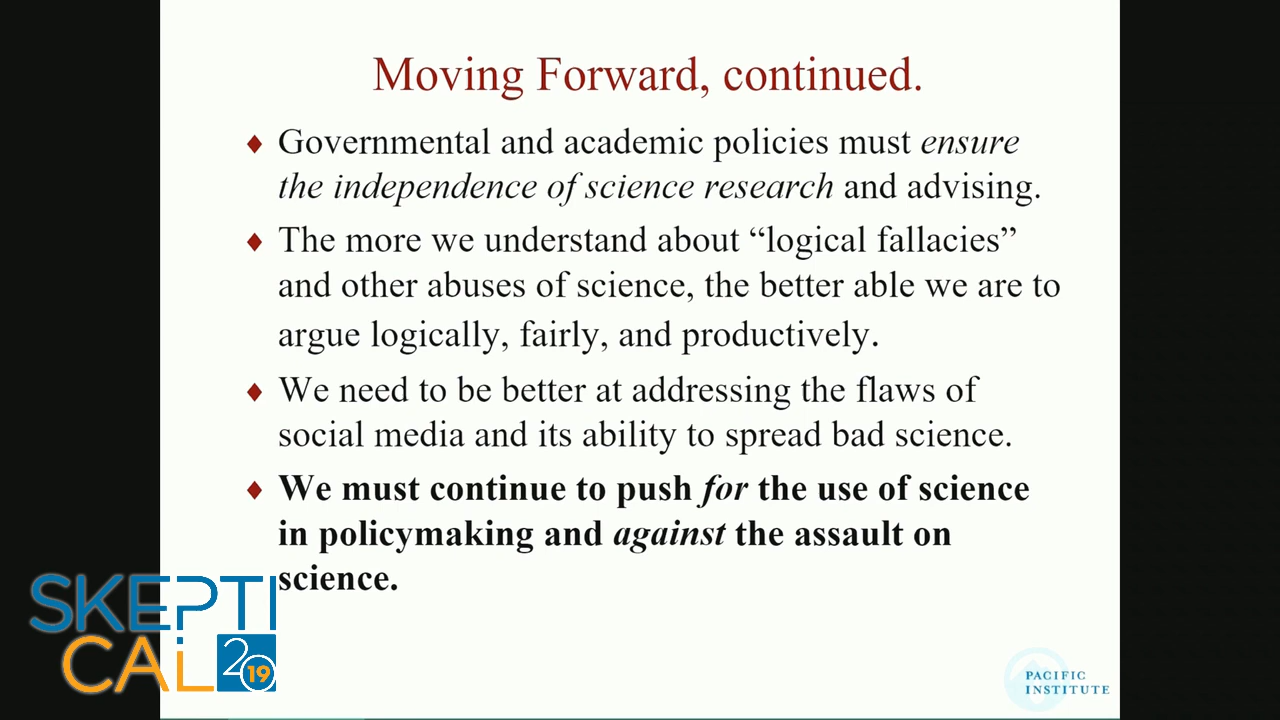 Moving Forward, continued.
♦ Governmental and academic policies must ensure
the independence of science research and advising.
♦ The more we understand about “logical fallacies”
and other abuses of science, the better able we are to
argue logically, fairly, and productively.
♦ We need to be better at addressing the flaws of
social media and its ability to spread bad science.
♦ We must continue to push for the use of science
in policymaking and against the assault on
science.
SKEPTI
CAL 2019
PACIFIC
INSTITUTE